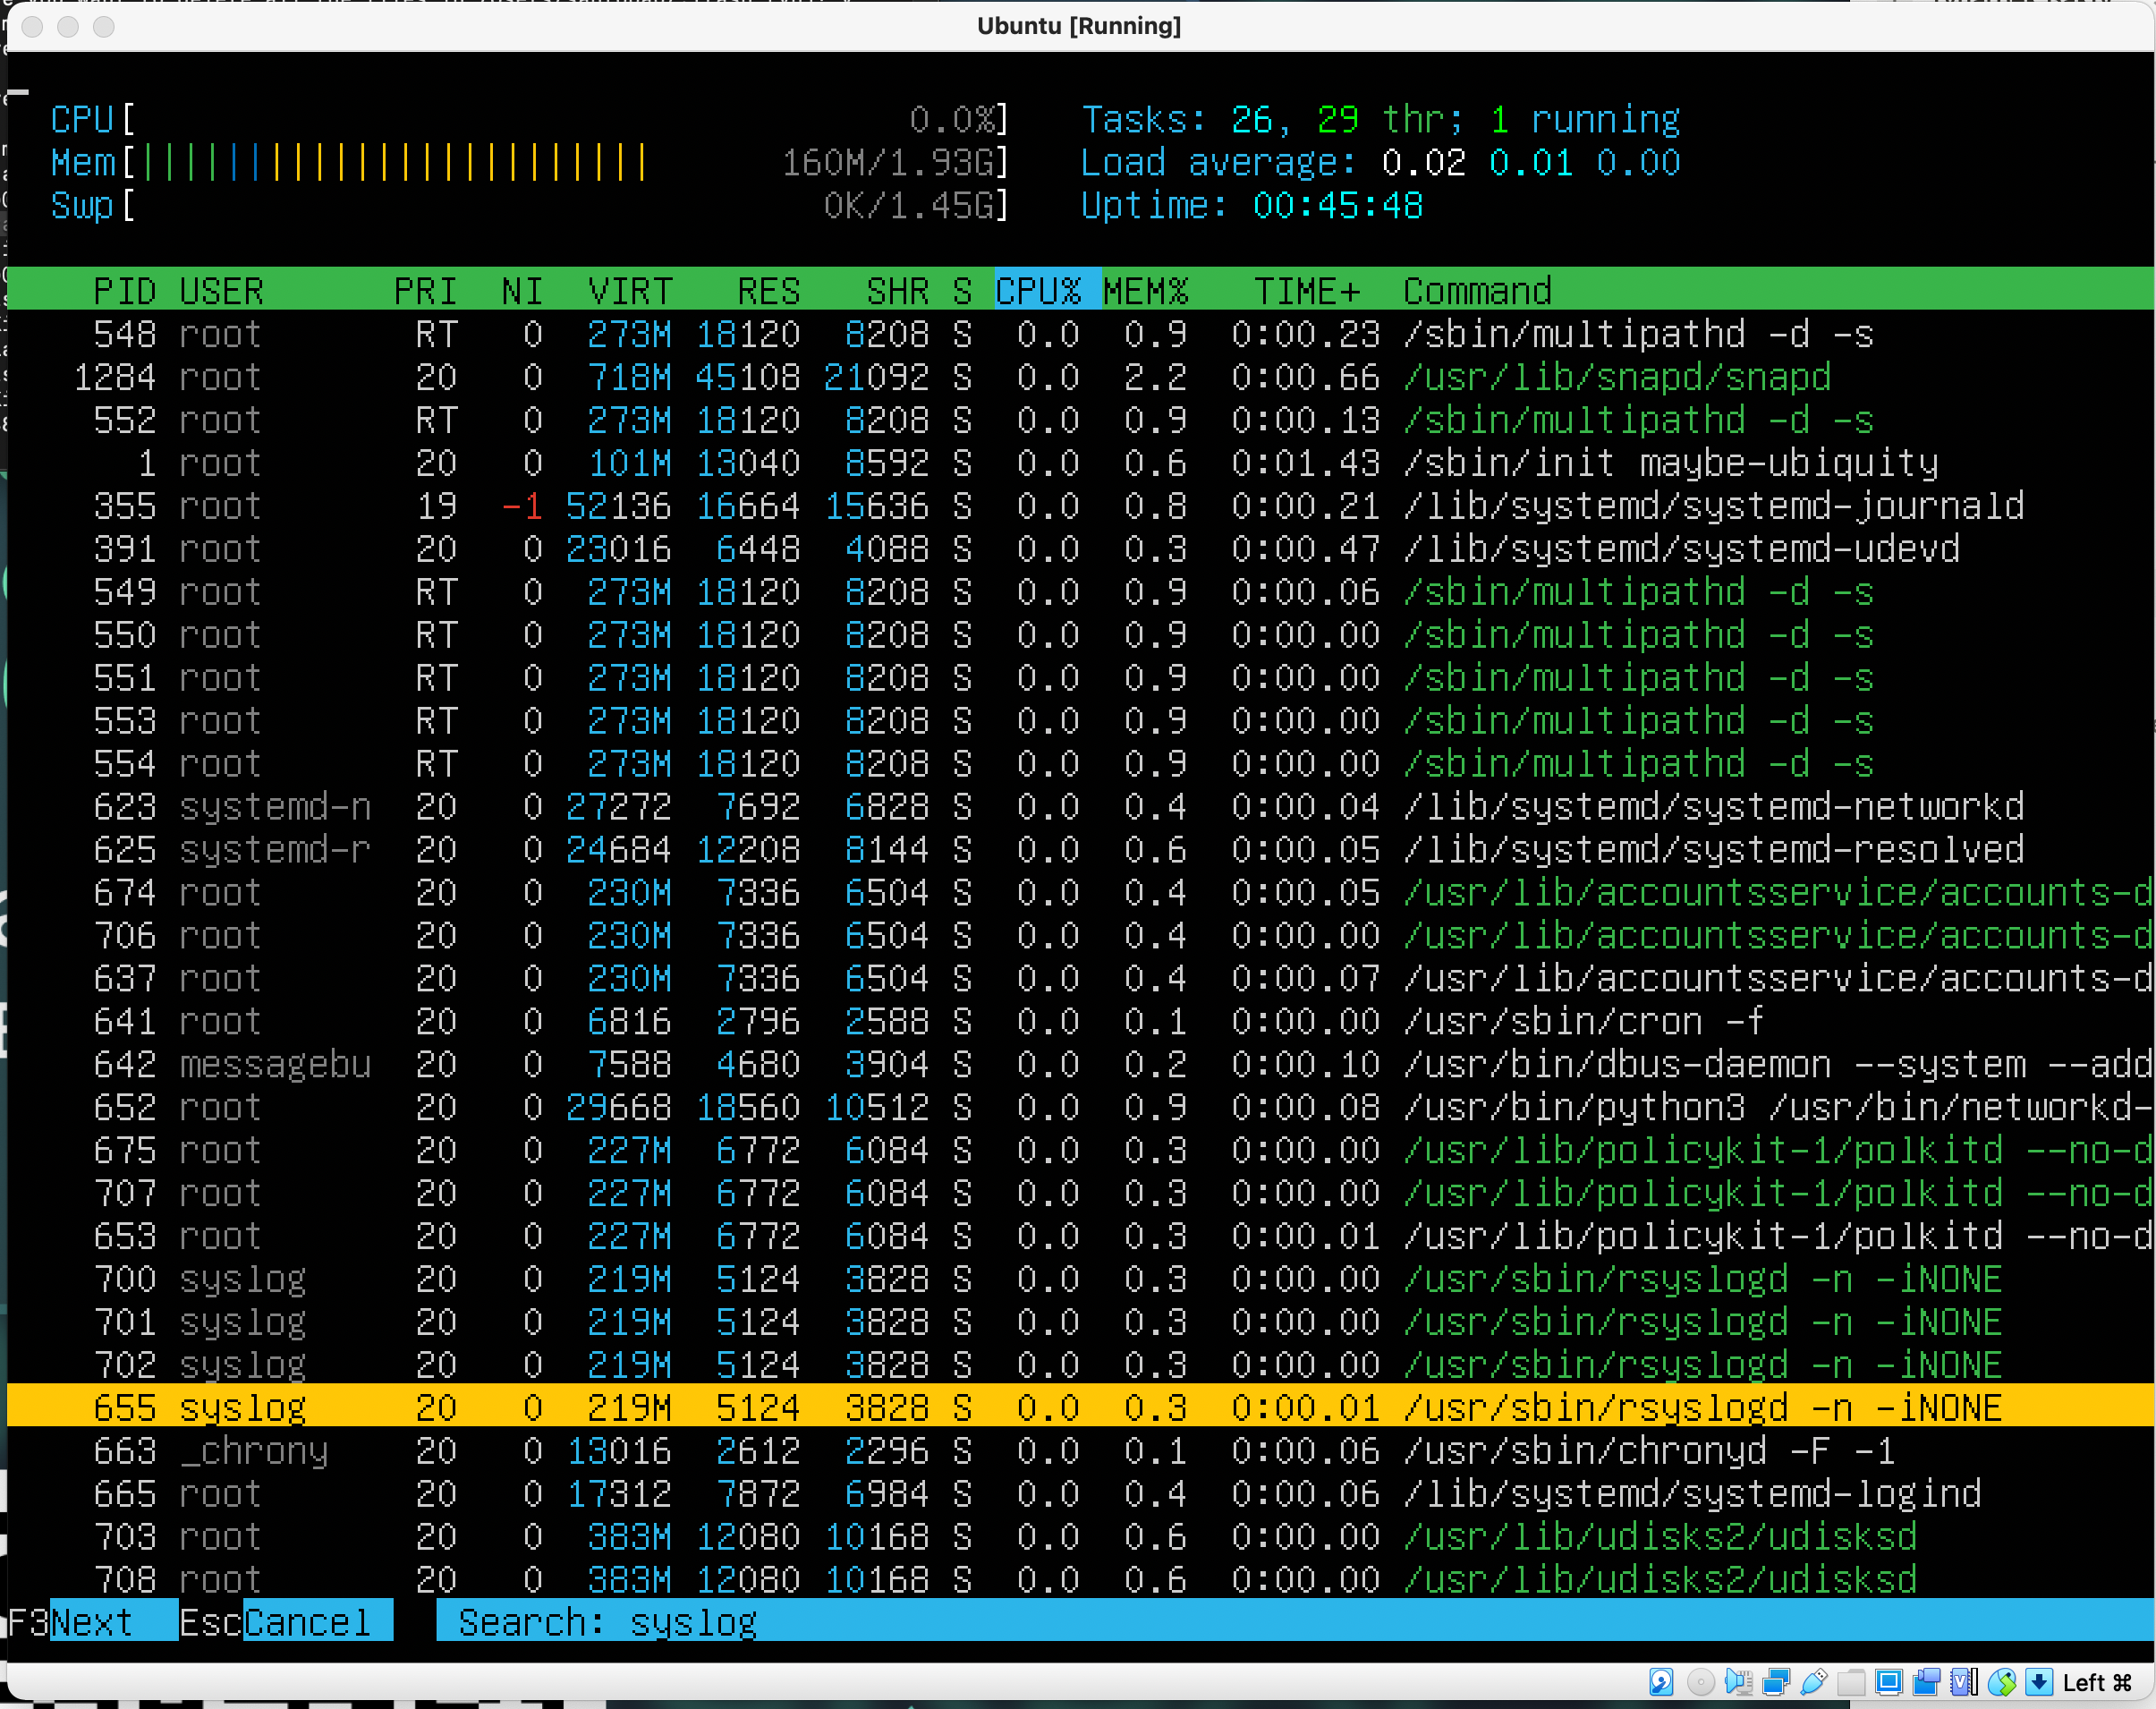 Ubuntu [Running]
CPU[ 0.0%] Tasks: 26, 29 thr; 1 running
Mem[||||||||||||||||||||||||160M/1.93G] Load average: 0.02 0.01 0.00
Swp[ 0K/1.45G] Uptime: 00:45:48
PID USER PRI NI VIRT RES SHR S CPU% MEM% TIME+ Command
548 root RT 0 273M 18120 8208 S 0.0 0.9 0:00.23 /sbin/multipathd -d -s
1284 root 20 0 718M 45108 21092 S 0.0 2.2 0:00.66 /usr/lib/snapd/snapd
552 root RT 0 273M 18120 8208 S 0.0 0.9 0:00.13 /sbin/multipathd -d -s
1 root 20 0 101M 13040 8592 S 0.0 0.6 0:01.43 /sbin/init maybe-ubiquity
355 root 19 -1 52136 16664 15636 S 0.0 0.8 0:00.21 /lib/systemd/systemd-journald
391 root 20 0 23016 6448 4088 S 0.0 0.3 0:00.47 /lib/systemd/systemd-udevd
549 root RT 0 273M 18120 8208 S 0.0 0.9 0:00.06 /sbin/multipathd -d -s
550 root RT 0 273M 18120 8208 S 0.0 0.9 0:00.00 /sbin/multipathd -d -s
551 root RT 0 273M 18120 8208 S 0.0 0.9 0:00.00 /sbin/multipathd -d -s
553 root RT 0 273M 18120 8208 S 0.0 0.9 0:00.00 /sbin/multipathd -d -s
554 root RT 0 273M 18120 8208 S 0.0 0.9 0:00.00 /sbin/multipathd -d -s
623 systemd-n 20 0 27272 7692 6828 S 0.0 0.4 0:00.04 /lib/systemd/systemd-networkd
625 systemd-r 20 0 24684 12208 8144 S 0.0 0.6 0:00.05 /lib/systemd/systemd-resolved
674 root 20 0 230M 7336 6504 S 0.0 0.4 0:00.05 /usr/lib/accountsservice/accounts-d
706 root 20 0 230M 7336 6504 S 0.0 0.4 0:00.00 /usr/lib/accountsservice/accounts-d
637 root 20 0 230M 7336 6504 S 0.0 0.4 0:00.07 /usr/lib/accountsservice/accounts-d
641 root 20 0 6816 2796 2588 S 0.0 0.1 0:00.00 /usr/sbin/cron -f
642 messagebu 20 0 7588 4680 3904 S 0.0 0.2 0:00.10 /usr/bin/dbus-daemon --system --add
652 root 20 0 29668 18560 10512 S 0.0 0.9 0:00.08 /usr/bin/python3 /usr/bin/networkd-
675 root 20 0 227M 6772 6084 S 0.0 0.3 0:00.00 /usr/lib/policykit-1/polkitd --no-d
707 root 20 0 227M 6772 6084 S 0.0 0.3 0:00.00 /usr/lib/policykit-1/polkitd --no-d
653 root 20 0 227M 6772 6084 S 0.0 0.3 0:00.01 /usr/lib/policykit-1/polkitd --no-d
700 syslog 20 0 219M 5124 3828 S 0.0 0.3 0:00.00 /usr/sbin/rsyslogd -n -iNONE
701 syslog 20 0 219M 5124 3828 S 0.0 0.3 0:00.00 /usr/sbin/rsyslogd -n -iNONE
702 syslog 20 0 219M 5124 3828 S 0.0 0.3 0:00.00 /usr/sbin/rsyslogd -n -iNONE
655 syslog 20 0 219M 5124 3828 S 0.0 0.3 0:00.01 /usr/sbin/rsyslogd -n -iNONE
663 _chrony 20 0 13016 2612 2296 S 0.0 0.1 0:00.06 /usr/sbin/chronyd -F -1
665 root 20 0 17312 7872 6984 S 0.0 0.4 0:00.06 /lib/systemd/systemd-logind
703 root 20 0 383M 12080 10168 S 0.0 0.6 0:00.00 /usr/lib/udisks2/udisksd
708 root 20 0 383M 12080 10168 S 0.0 0.6 0:00.00 /usr/lib/udisks2/udisksd
F3Next EscCancel Search: syslog
Left ⌘